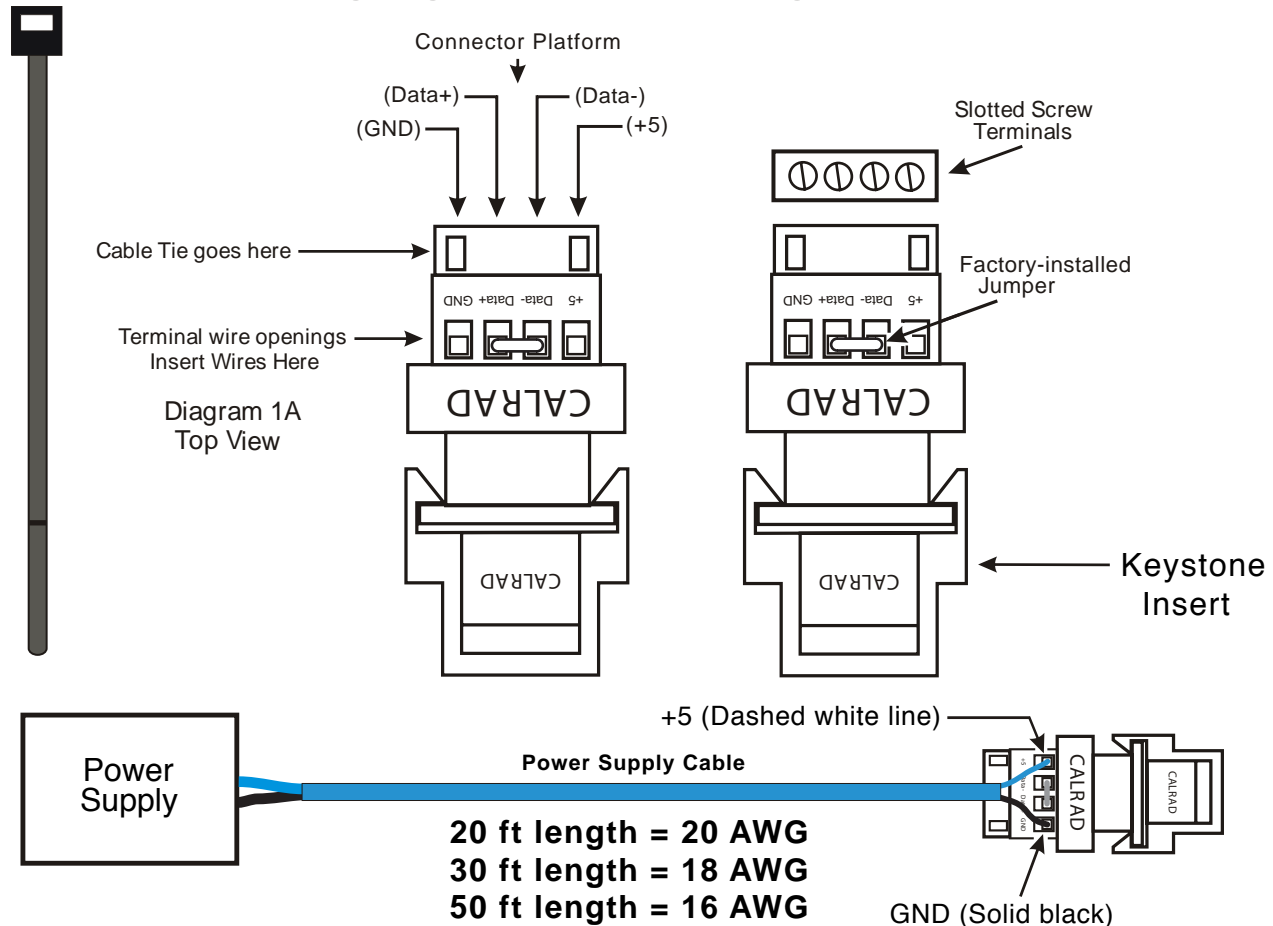 Connector Platform
(Data+)
(Data-)
(GND)
(+5)
Cable Tie goes here
GND Data+ Data- +5
Terminal wire openings
Insert Wires Here
Diagram 1A
Top View
CALRAD
CALRAD
Slotted Screw
Terminals
Factory-installed
Jumper
GND Data+ Data- +5
CALRAD
CALRAD
Keystone
Insert
Power
Supply
Power Supply Cable
20 ft length = 20 AWG
30 ft length = 18 AWG
50 ft length = 16 AWG
+5 (Dashed white line)
+5
GND
CALRAD
CALRAD
GND (Solid black)